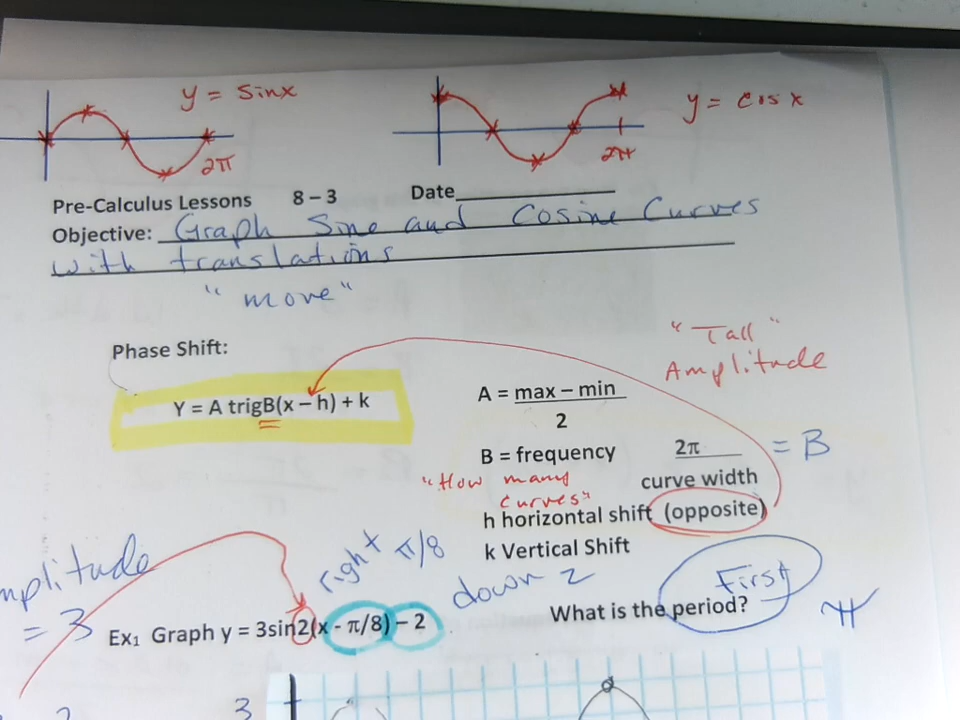 y = sinx
y = cos x
2π
2π
Pre-Calculus Lessons 8 – 3 Date
Objective: Graph Sine and Cosine Curves
with translations
"move"
"Tall"
Amplitude
Phase Shift:
Y = A trigB(x – h) + k
A = max – min
2
B = frequency 2π = B
curve width
"How many
curves"
h horizontal shift (opposite)
k Vertical Shift
mplitude
= 3
right π/8
down 2
First
What is the period? π
Ex1 Graph y = 3sin2(x - π/8) – 2
3